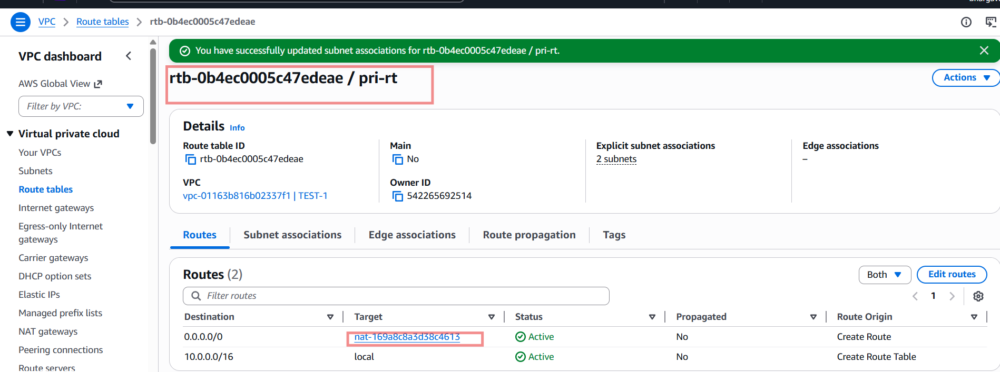 VPC > Route tables > rtb-0b4ec0005c47edeae
VPC dashboard
AWS Global View
Filter by VPC:
Virtual private cloud
Your VPCs
Subnets
Route tables
Internet gateways
Egress-only Internet
gateways
Carrier gateways
DHCP option sets
Elastic IPs
Managed prefix lists
NAT gateways
Peering connections
Route servers
You have successfully updated subnet associations for rtb-0b4ec0005c47edeae / pri-rt.
rtb-0b4ec0005c47edeae / pri-rt
Actions
Details Info
Route table ID
rtb-0b4ec0005c47edeae
Main
No
Explicit subnet associations
2 subnets
Edge associations
–
VPC
vpc-01163b816b02337f1 | TEST-1
Owner ID
542265692514
Routes Subnet associations Edge associations Route propagation Tags
Routes (2)
Both
Edit routes
Filter routes
1
Destination Target Status Propagated Route Origin
0.0.0.0/0 nat-169a8c8a3d38c4613 Active No Create Route
10.0.0.0/16 local Active No Create Route Table